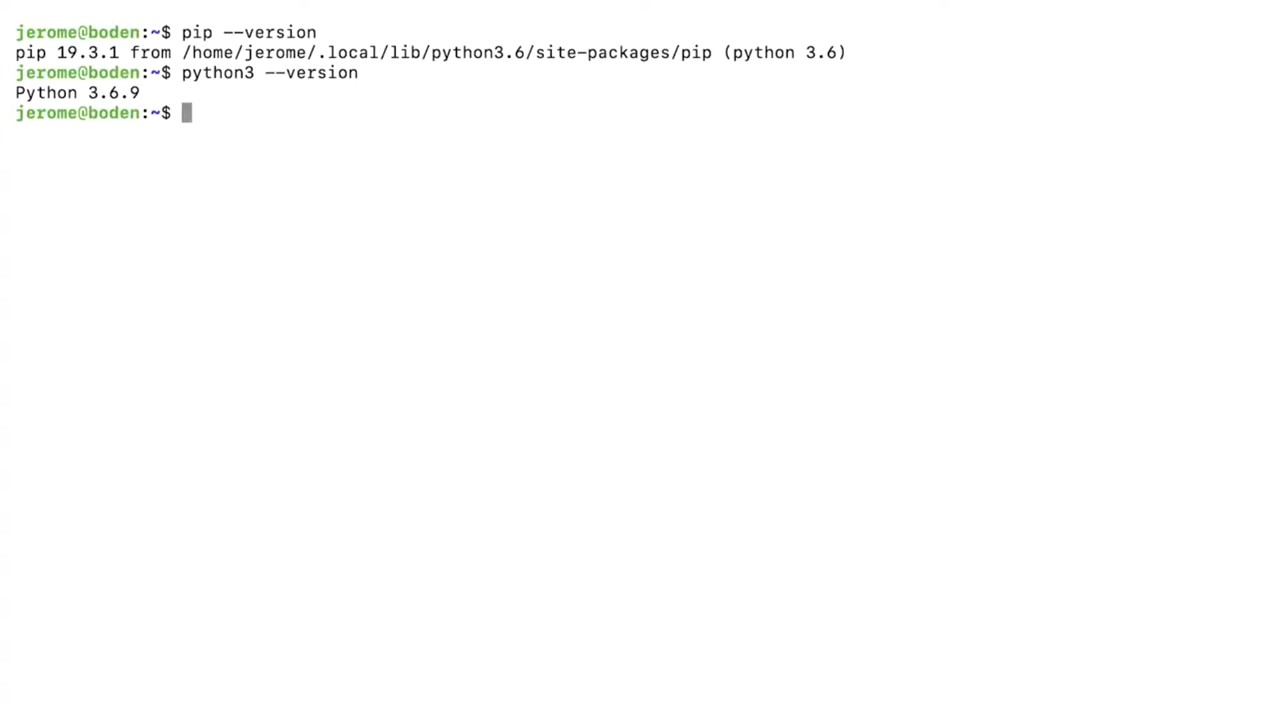 jerome@boden:~$ pip --version
pip 19.3.1 from /home/jerome/.local/lib/python3.6/site-packages/pip (python 3.6)
jerome@boden:~$ python3 --version
Python 3.6.9
jerome@boden:~$